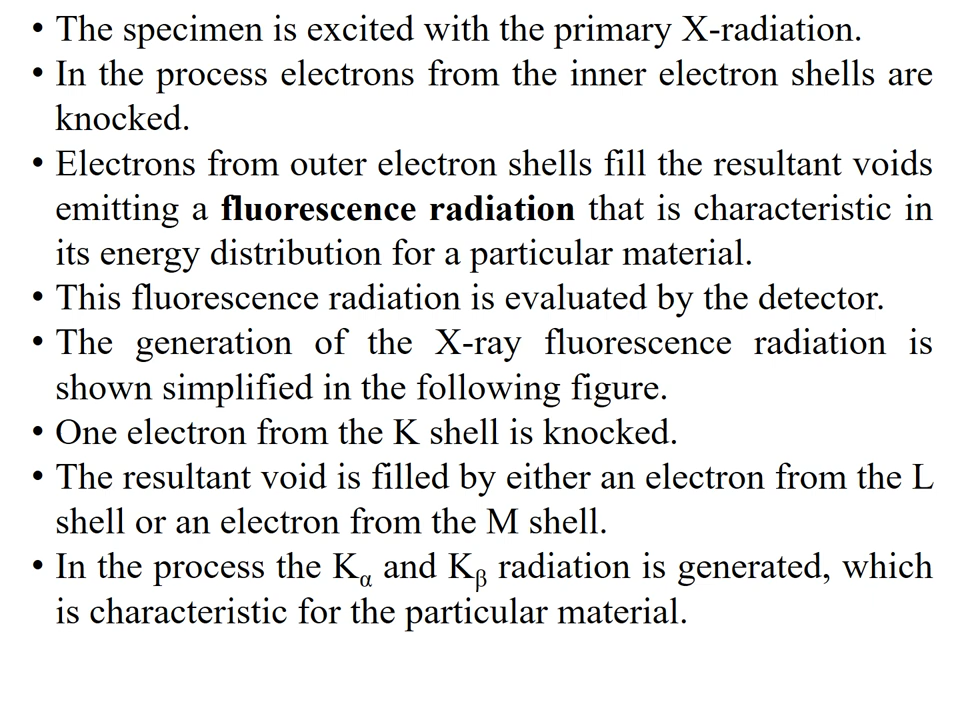 • The specimen is excited with the primary X-radiation.
• In the process electrons from the inner electron shells are
knocked.
• Electrons from outer electron shells fill the resultant voids
emitting a fluorescence radiation that is characteristic in
its energy distribution for a particular material.
• This fluorescence radiation is evaluated by the detector.
• The generation of the X-ray fluorescence radiation is
shown simplified in the following figure.
• One electron from the K shell is knocked.
• The resultant void is filled by either an electron from the L
shell or an electron from the M shell.
• In the process the Kα and Kβ radiation is generated, which
is characteristic for the particular material.